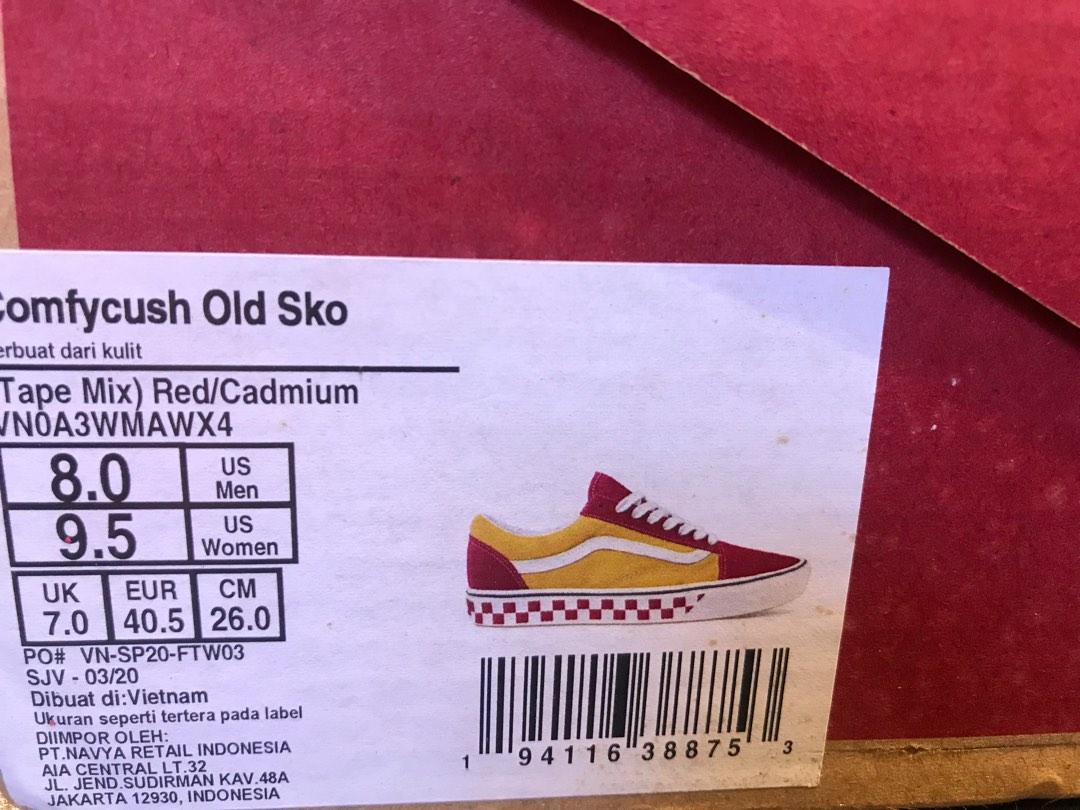 Comfycush Old Sko
erbuat dari kulit
Tape Mix) Red/Cadmium
VN0A3WMAWX4
8.0 US Men
9.5 US Women
UK EUR CM
7.0 40.5 26.0
PO# VN-SP20-FTW03
SJV - 03/20
Dibuat di:Vietnam
Ukuran seperti tertera pada label
DIIMPOR OLEH:
PT.NAVYA RETAIL INDONESIA
AIA CENTRAL LT.32
JL. JEND.SUDIRMAN KAV.48A
JAKARTA 12930, INDONESIA
1 94116 38875 3